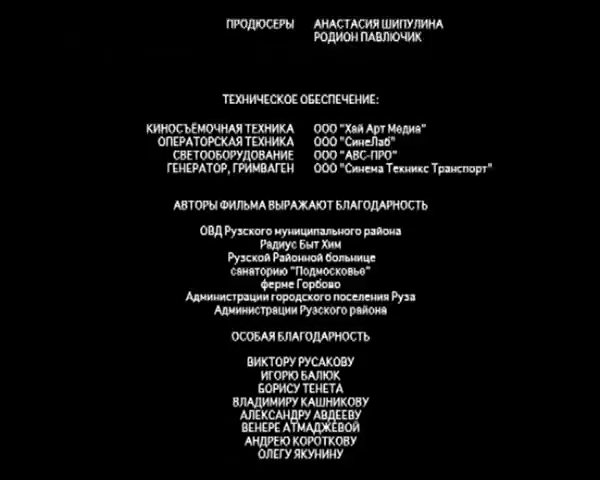 ПРОДЮСЕРЫ АНАСТАСИЯ ШИПУЛИНА
РОДИОН ПАВЛЮЧИК
ТЕХНИЧЕСКОЕ ОБЕСПЕЧЕНИЕ:
КИНОСЪЁМОЧНАЯ ТЕХНИКА ООО "Хай Арт Медиа"
ОПЕРАТОРСКАЯ ТЕХНИКА ООО "СинеЛаб"
СВЕТООБОРУДОВАНИЕ ООО "АВС-ПРО"
ГЕНЕРАТОР, ГРИМВАГЕН ООО "Синема Текникс Транспорт"
АВТОРЫ ФИЛЬМА ВЫРАЖАЮТ БЛАГОДАРНОСТЬ
ОВД Рузского муниципального района
Радиус Быт Хим
Рузской Районной больнице
санаторию "Подмосковье"
ферме Горбово
Администрации городского поселения Руза
Администрации Рузского района
ОСОБАЯ БЛАГОДАРНОСТЬ
ВИКТОРУ РУСАКОВУ
ИГОРЮ БАЛЮК
БОРИСУ ТЕНЕТА
ВЛАДИМИРУ КАШНИКОВУ
АЛЕКСАНДРУ АВДЕЕВУ
ВЕНЕРЕ АТМАДЖЕВОЙ
АНДРЕЮ КОРОТКОВУ
ОЛЕГУ ЯКУНИНУ